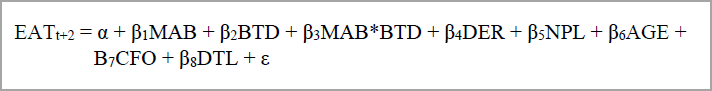 EATₜ₊₂ = α + β₁MAB + β₂BTD + β₃MAB*BTD + β₄DER + β₅NPL + β₆AGE +
B₇CFO + β₈DTL + ε